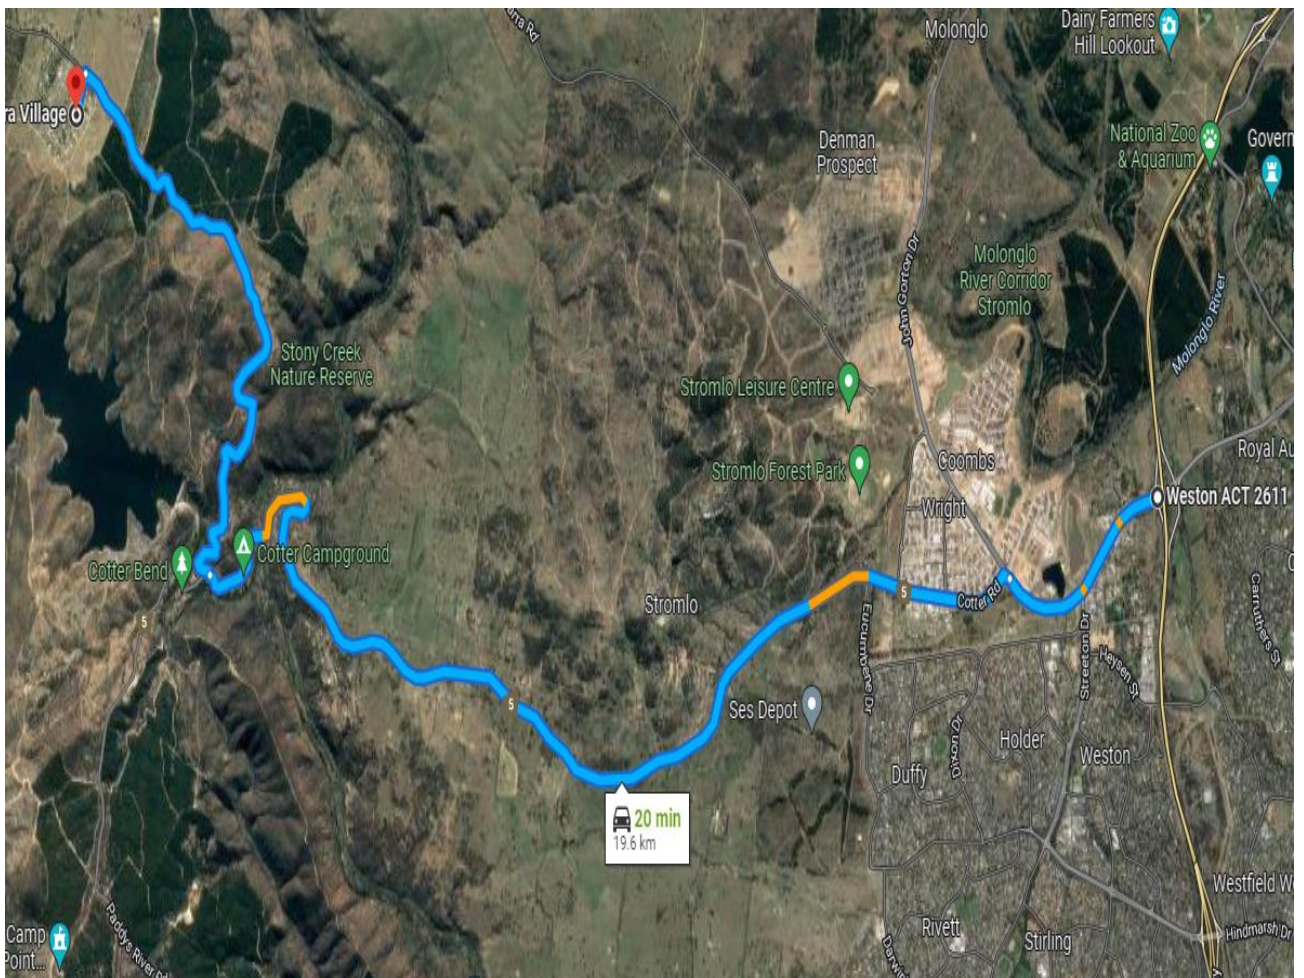 arra Rd
Molonglo
Dairy Farmers
Hill Lookout
ra Village
Denman
Prospect
National Zoo
& Aquarium
Govern
John Gorton Dr
Molonglo
River Corridor
Stromlo
Molonglo River
Stony Creek
Nature Reserve
Stromlo Leisure Centre
Stromlo Forest Park
Coombs
Royal Au
Wright
Weston ACT 2611
Cotter Campground
Cotter Bend
5
Stromlo
5
Cotter Rd
Eucumbene Dr
Streeton Dr
Heysen St
Carruthers St
5
Ses Depot
Dixon Dr
Holder
Weston
Duffy
20 min
19.6 km
Westfield W
Paddys River Rd
Camp
Point...
Rivett
Stirling
Hindmarsh Dr
Darwin